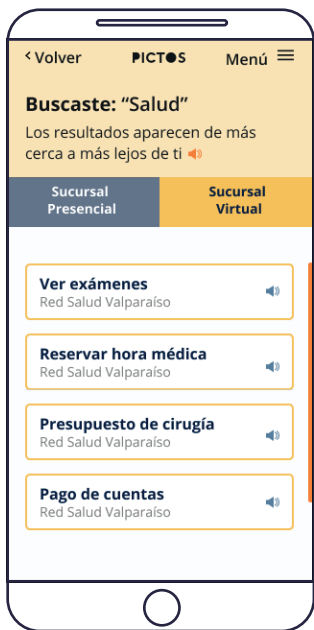 Volver
PICTOS
Menú
Buscaste: “Salud”
Los resultados aparecen de más
cerca a más lejos de ti
Sucursal
Presencial
Sucursal
Virtual
Ver exámenes
Red Salud Valparaíso
Reservar hora médica
Red Salud Valparaíso
Presupuesto de cirugía
Red Salud Valparaíso
Pago de cuentas
Red Salud Valparaíso